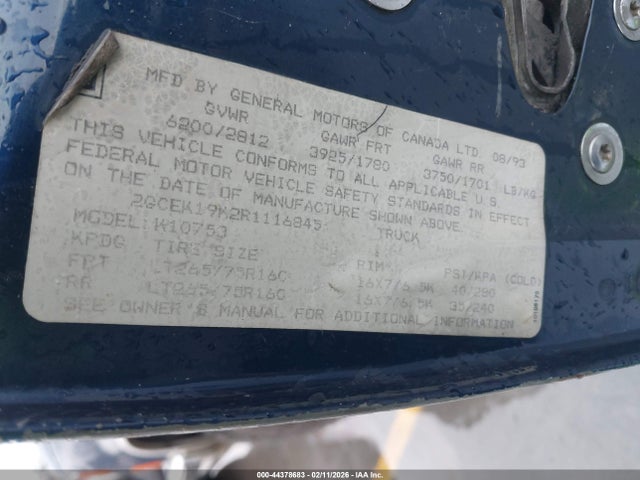 MFD BY GENERAL MOTORS OF CANADA LTD. 08/93
GVWR GAWR FRT GAWR RR
6200/2812 3925/1780 3750/1701 LB/KG
THIS VEHICLE CONFORMS TO ALL APPLICABLE U.S.
FEDERAL MOTOR VEHICLE SAFETY STANDARDS IN EFFECT
ON THE DATE OF MANUFACTURE SHOWN ABOVE.
2GCEK19K2R1116845 TRUCK
MODEL: K10753
TIRE SIZE RIM PSI/KPA (COLD)
FRT LT265/75R16C 16X7/6.5K 40/280
RR LT265/75R16C 16X7/6.5K 35/240
SEE OWNER'S MANUAL FOR ADDITIONAL INFORMATION
000-44378683 - 02/11/2026 - IAAI.COM